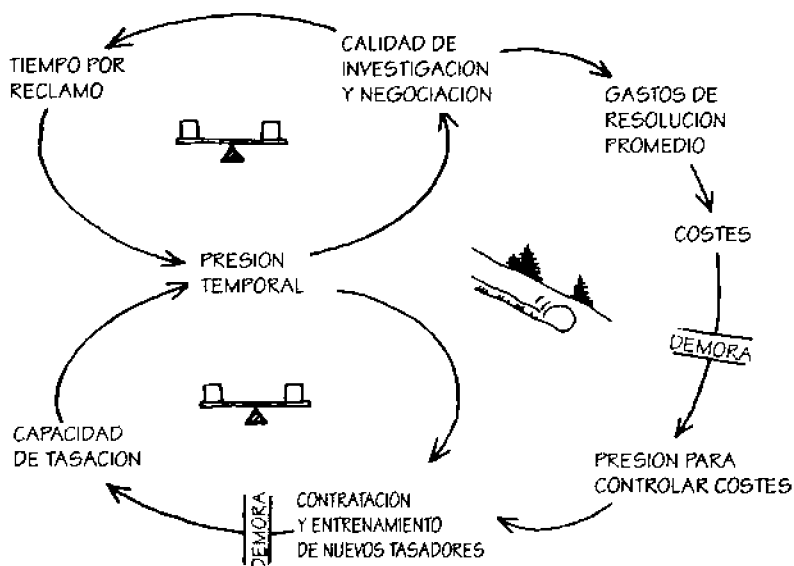 TIEMPO POR
RECLAMO
CALIDAD DE
INVESTIGACION
Y NEGOCIACION
GASTOS DE
RESOLUCION
PROMEDIO
COSTES
PRESION
TEMPORAL
DEMORA
CAPACIDAD
DE TASACION
PRESION PARA
CONTROLAR COSTES
DEMORA
CONTRATACIÓN
Y ENTRENAMIENTO
DE NUEVOS TASADORES